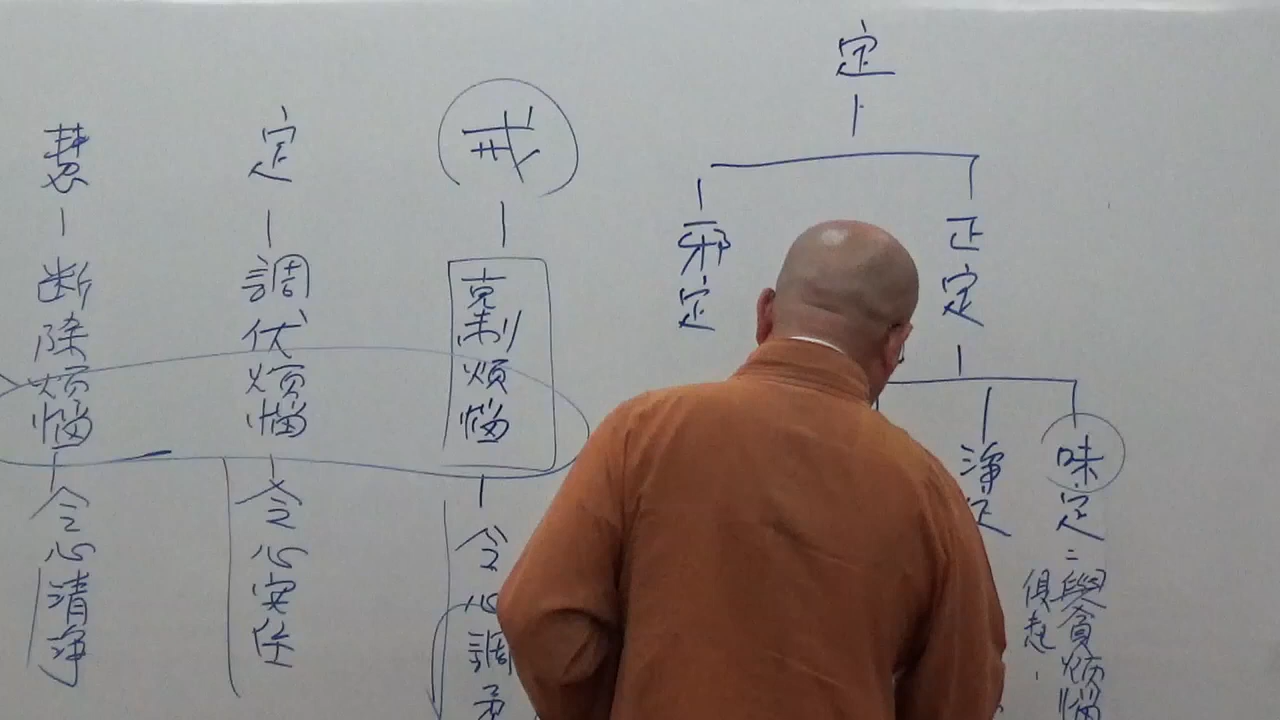 定
正定
邪定
味定=與貪煩惱
俱起.
淨定
戒-克制煩惱-令心調柔
定-調伏煩惱-令心安住
慧-斷除煩惱-令心清淨